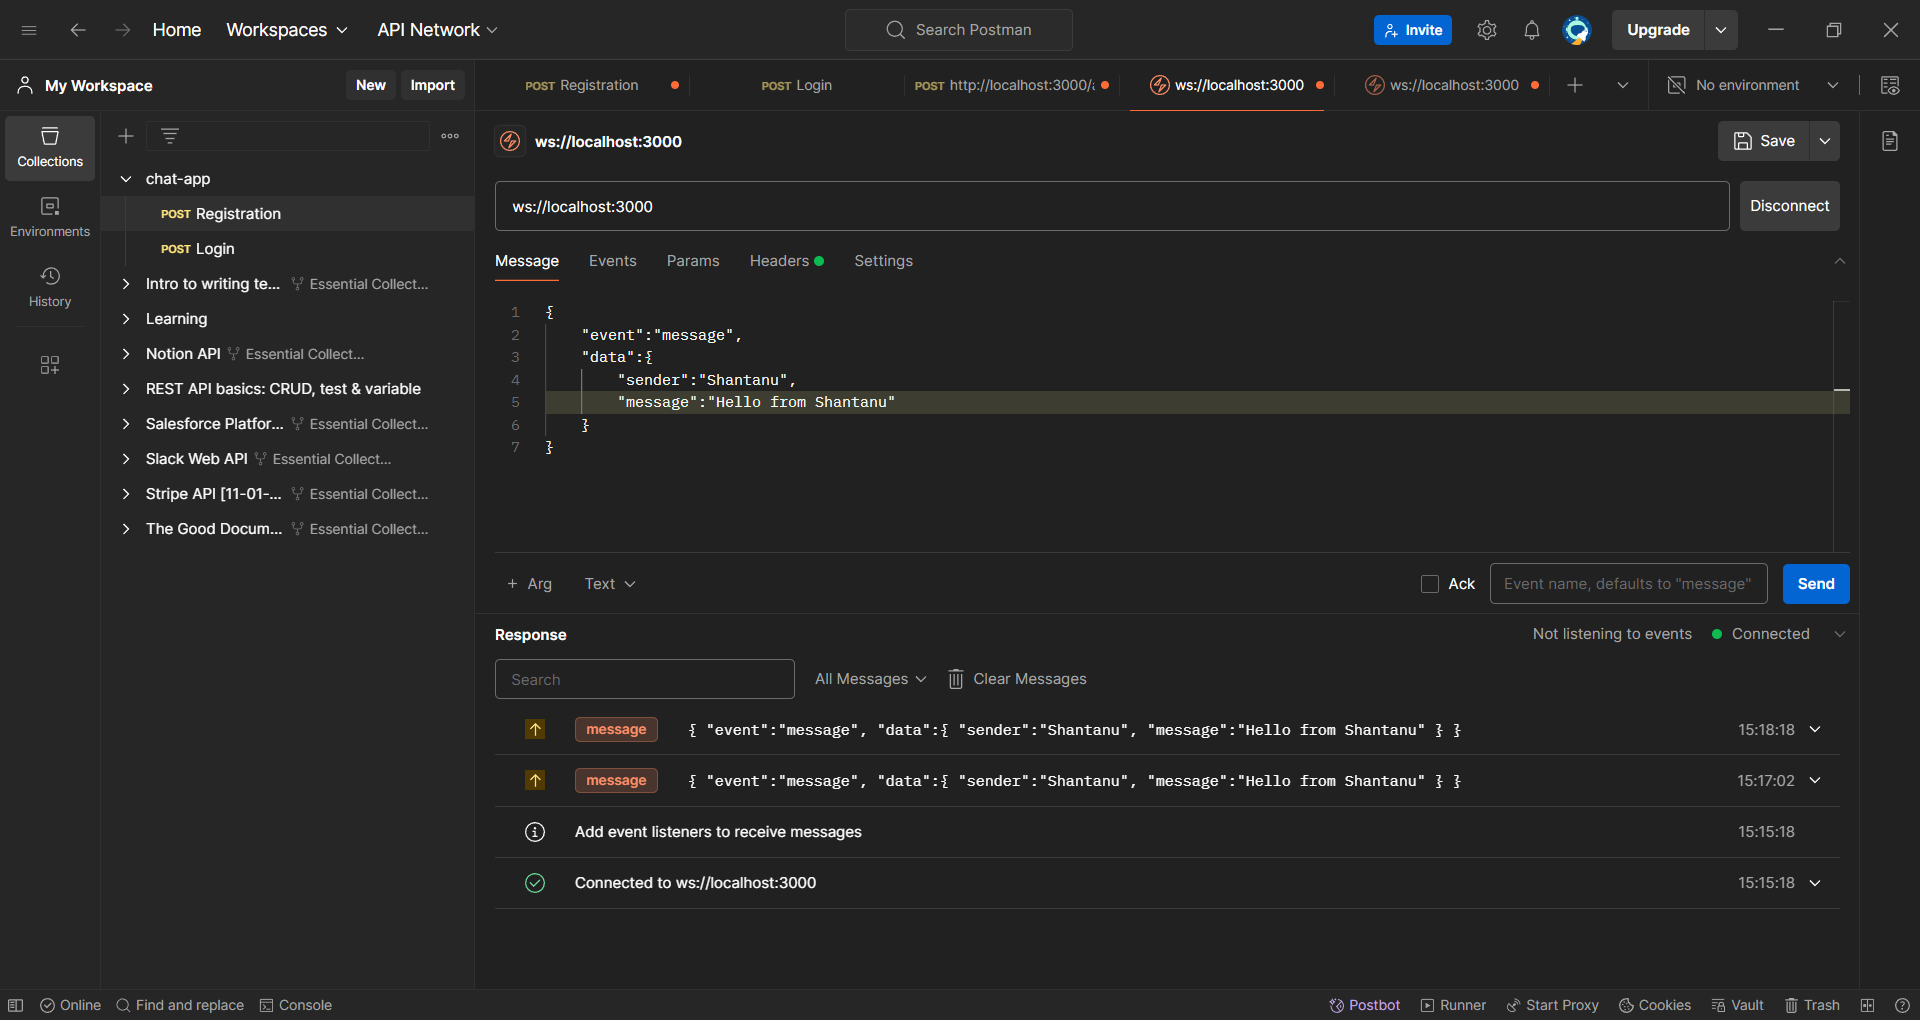 Home Workspaces API Network Search Postman Invite Upgrade
My Workspace New Import POST Registration POST Login POST http://localhost:3000/ ws://localhost:3000 ws://localhost:3000 No environment
Collections
Environments
History
chat-app
POST Registration
POST Login
Intro to writing te... Essential Collect...
Learning
Notion API Essential Collect...
REST API basics: CRUD, test & variable
Salesforce Platfor... Essential Collect...
Slack Web API Essential Collect...
Stripe API [11-01-... Essential Collect...
The Good Docum... Essential Collect...
ws://localhost:3000 Save
ws://localhost:3000 Disconnect
Message Events Params Headers Settings
1 {
2 "event":"message",
3 "data":{
4 "sender":"Shantanu",
5 "message":"Hello from Shantanu"
6 }
7 }
+ Arg Text Ack Event name, defaults to "message" Send
Response Not listening to events Connected
Search All Messages Clear Messages
message { "event":"message", "data":{ "sender":"Shantanu", "message":"Hello from Shantanu" } } 15:18:18
message { "event":"message", "data":{ "sender":"Shantanu", "message":"Hello from Shantanu" } } 15:17:02
Add event listeners to receive messages 15:15:18
Connected to ws://localhost:3000 15:15:18
Online Find and replace Console Postbot Runner Start Proxy Cookies Vault Trash